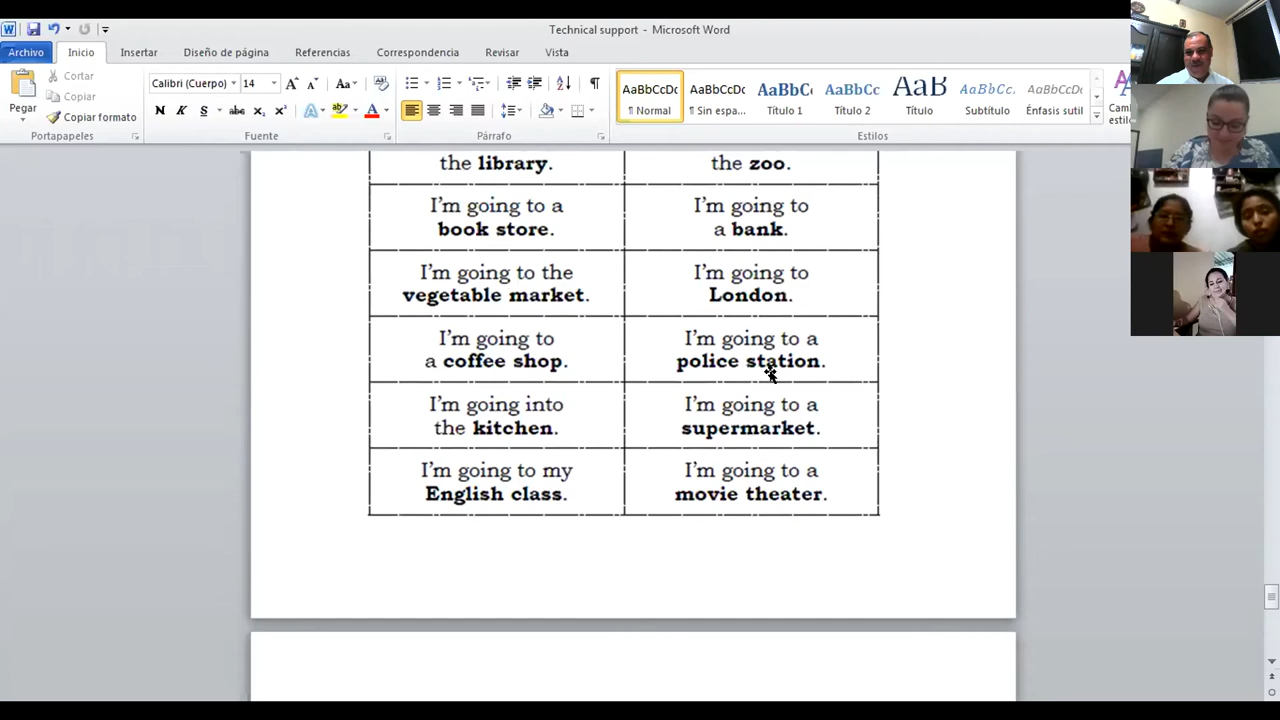 Technical support - Microsoft Word
Archivo Inicio Insertar Diseño de página Referencias Correspondencia Revisar Vista
Pegar
Cortar
Copiar
Copiar formato
Portapapeles
Calibri (Cuerpo) 14
Fuente
Párrafo
AaBbCcDc AaBbCcDc AaBbC AaBbCc AaB AaBbCc. AaBbCcDc
¶ Normal ¶ Sin espa... Título 1 Título 2 Título Subtítulo Énfasis sutil
Estilos
the library.
the zoo.
I'm going to a
book store.
I'm going to
a bank.
I'm going to the
vegetable market.
I'm going to
London.
I'm going to
a coffee shop.
I'm going to a
police station.
I'm going into
the kitchen.
I'm going to a
supermarket.
I'm going to my
English class.
I'm going to a
movie theater.